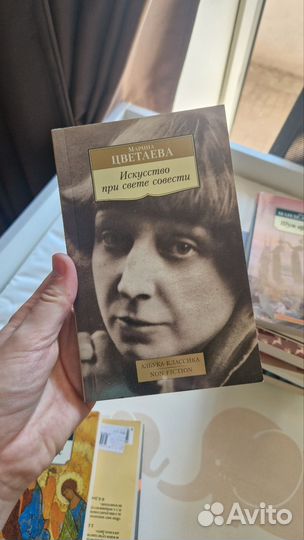 Марина
ЦВЕТАЕВА
Искусство
при свете совести
АЗБУКА-КЛАССИКА
NON-FICTION
Avito